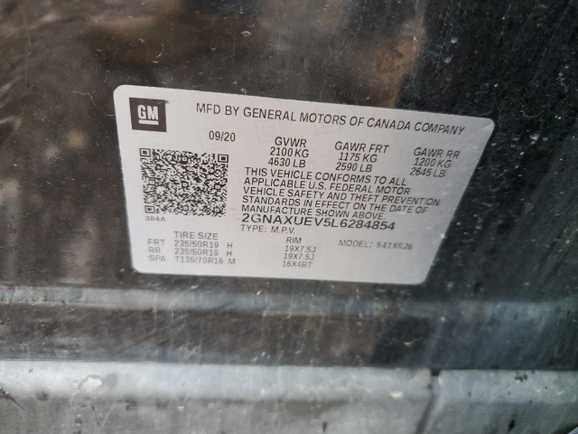 GM
MFD BY GENERAL MOTORS OF CANADA COMPANY
09/20 GVWR GAWR FRT GAWR RR
2100 KG 1175 KG 1200 KG
4630 LB 2590 LB 2645 LB
THIS VEHICLE CONFORMS TO ALL
APPLICABLE U.S. FEDERAL MOTOR
VEHICLE SAFETY AND THEFT PREVENTION
STANDARDS IN EFFECT ON THE DATE OF
MANUFACTURE SHOWN ABOVE.
384A 2GNAXUEV5L6284854
TYPE: M.P.V. MODEL:
TIRE SIZE RIM
FRT 235/50R19 H 19X7.5J
RR 235/50R19 H 19X7.5J
SPA T135/70R16 M 16X4BT